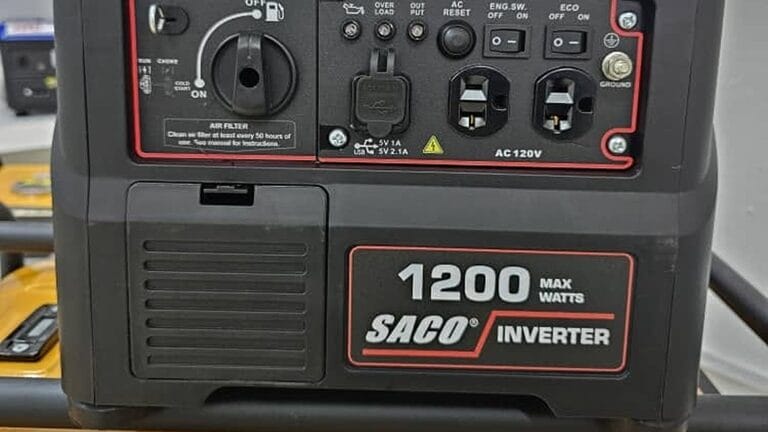 OFF
RUN CHOKE
COLD
START
ON
AIR FILTER
Clean air filter at least every 50 hours of
use. See manual for instructions.
OVER
LOAD
OUT
PUT
AC
RESET
ENG.SW.
OFF ON
ECO
OFF ON
GROUND
USB
5V 1A
5V 2.1A
AC 120V
1200 MAX
WATTS
SACO® INVERTER